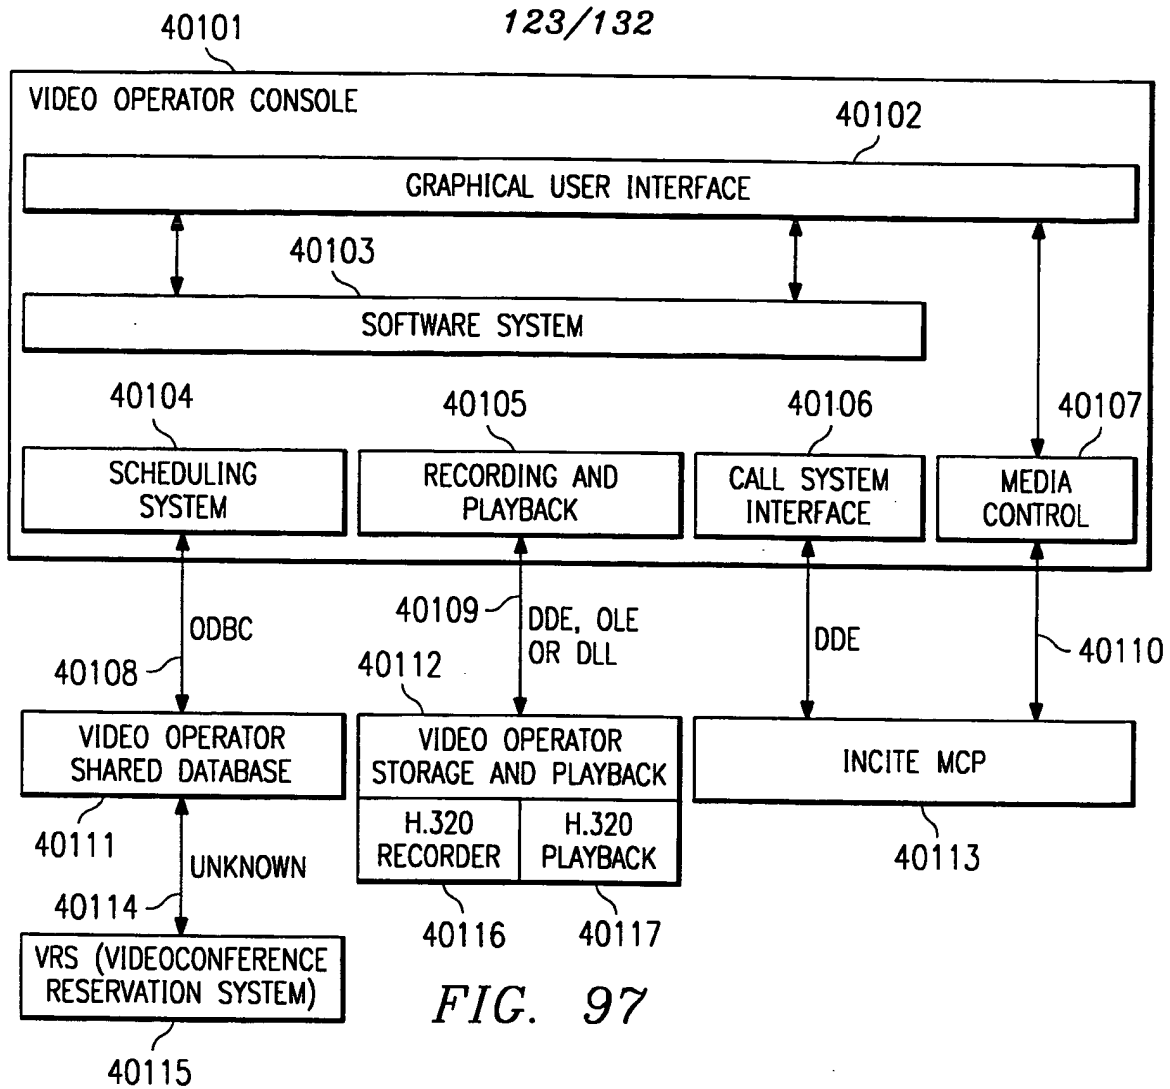 123/132
40101
VIDEO OPERATOR CONSOLE
40102
GRAPHICAL USER INTERFACE
40103
SOFTWARE SYSTEM
40104
40105
40106
40107
SCHEDULING
SYSTEM
RECORDING AND
PLAYBACK
CALL SYSTEM
INTERFACE
MEDIA
CONTROL
40108
ODBC
40109
DDE, OLE
OR DLL
DDE
40110
40112
VIDEO OPERATOR
SHARED DATABASE
VIDEO OPERATOR
STORAGE AND PLAYBACK
INCITE MCP
H.320
RECORDER
H.320
PLAYBACK
40111
40113
UNKNOWN
40114
40116
40117
VRS (VIDEOCONFERENCE
RESERVATION SYSTEM)
40115
FIG. 97